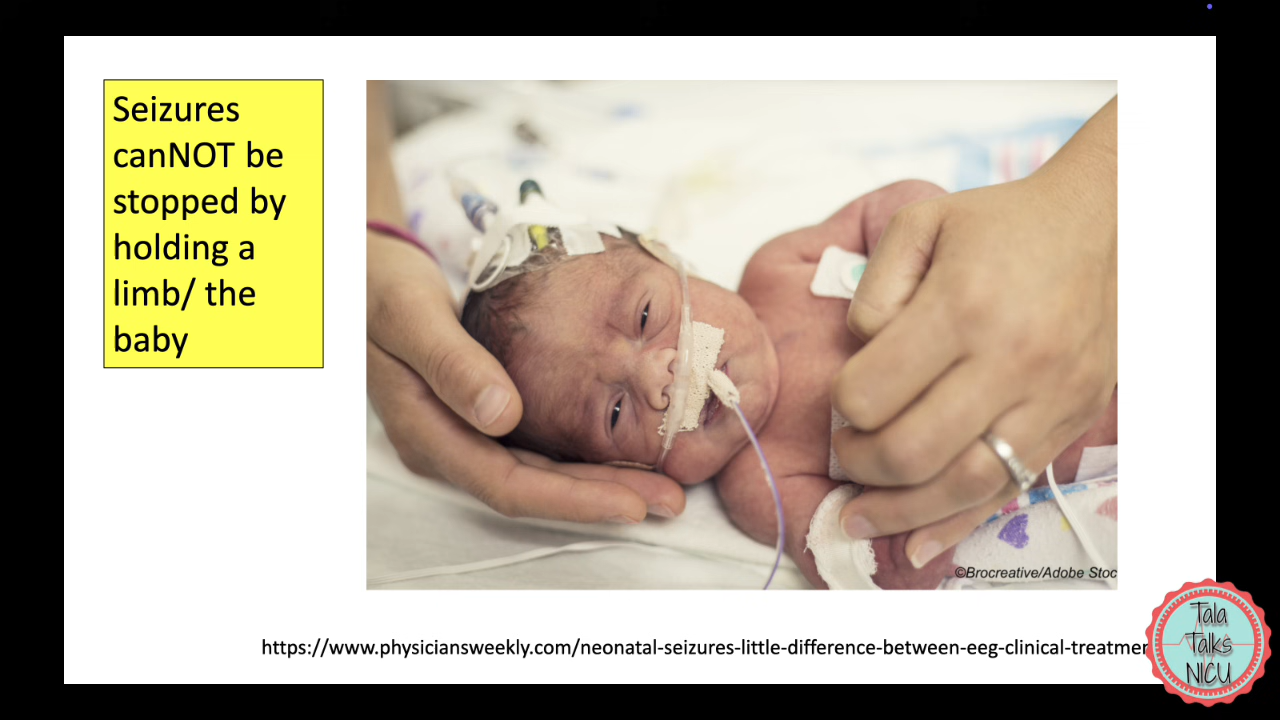 Seizures
canNOT be
stopped by
holding a
limb/ the
baby
©Brocreative/Adobe Stoc
https://www.physiciansweekly.com/neonatal-seizures-little-difference-between-eeg-clinical-treatmer
Tala
Talks
NICU